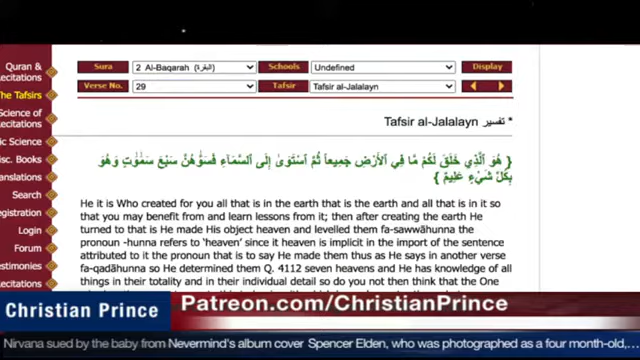 Quran &
Recitations
The Tafsirs
Science of
Recitations
ic Science
isc. Books
anslations
Search
egistration
Login
Forum
estimonies
Recitations
Sura 2 Al-Baqarah (البقرة) Schools Undefined Display
Verse No. 29 Tafsir Tafsir al-Jalalayn
Tafsir al-Jalalayn تفسير *
{ هُوَ ٱلَّذِي خَلَقَ لَكُمْ مَّا فِي ٱلأَرْضِ جَمِيعاً ثُمَّ ٱسْتَوَىٰ إِلَى ٱلسَّمَآءِ فَسَوَّٰهُنَّ سَبْعَ سَمَٰوَٰتٍ وَهُوَ
بِكُلِّ شَيْءٍ عَلِيمٌ }
He it is Who created for you all that is in the earth that is the earth and all that is in it so
that you may benefit from and learn lessons from it; then after creating the earth He
turned to that is He made His object heaven and levelled them fa-sawwāhunna the
pronoun -hunna refers to 'heaven' since it heaven is implicit in the import of the sentence
attributed to it the pronoun that is to say He made them thus as He says in another verse
fa-qadāhunna so He determined them Q. 4112 seven heavens and He has knowledge of all
things in their totality and in their individual detail so do you not then think that the One
Christian Prince
Patreon.com/ChristianPrince
Nirvana sued by the baby from Nevermind's album cover Spencer Elden, who was photographed as a four month-old,...